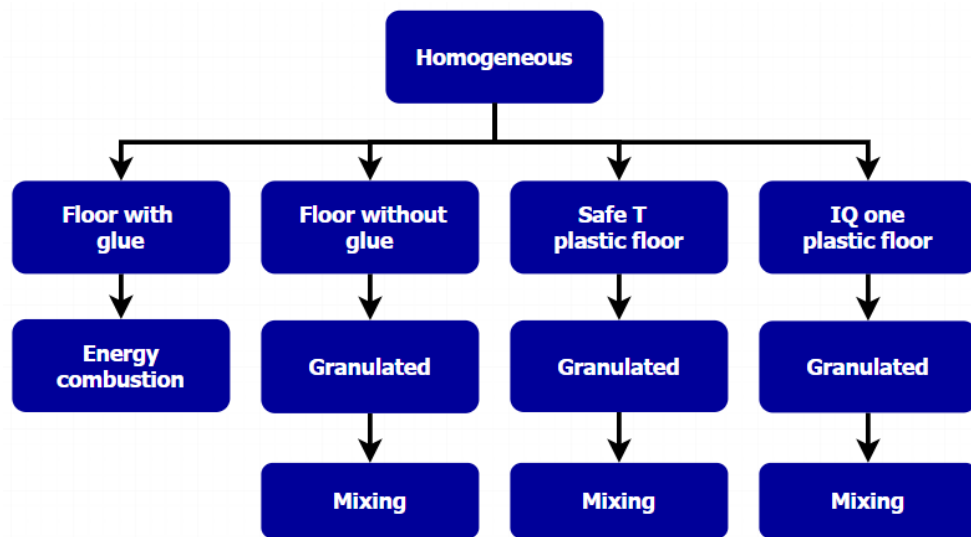 Homogeneous
Floor with
glue
Floor without
glue
Safe T
plastic floor
IQ one
plastic floor
Energy
combustion
Granulated
Granulated
Granulated
Mixing
Mixing
Mixing